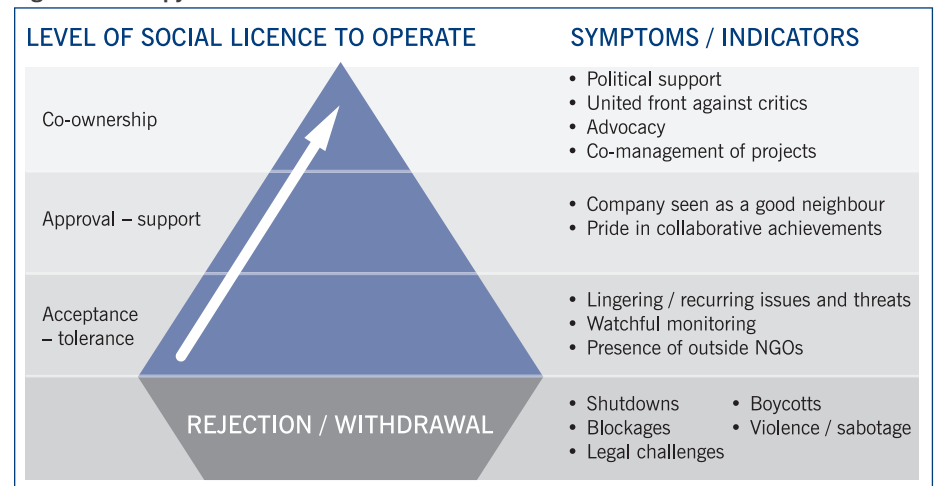 LEVEL OF SOCIAL LICENCE TO OPERATE
SYMPTOMS / INDICATORS
Co-ownership
• Political support
• United front against critics
• Advocacy
• Co-management of projects
Approval – support
• Company seen as a good neighbour
• Pride in collaborative achievements
Acceptance
– tolerance
• Lingering / recurring issues and threats
• Watchful monitoring
• Presence of outside NGOs
REJECTION / WITHDRAWAL
• Shutdowns
• Blockages
• Legal challenges
• Boycotts
• Violence / sabotage